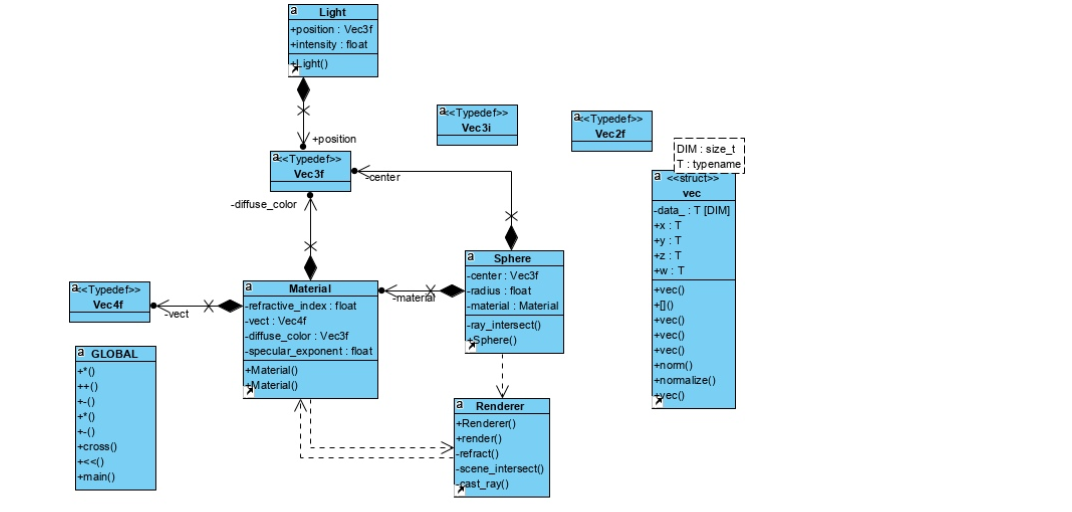 a Light
+position : Vec3f
+intensity : float
+Light()
+position
a <<Typedef>>
Vec3i
a <<Typedef>>
Vec2f
DIM : size_t
T : typename
a <<struct>>
vec
-data_ : T [DIM]
+x : T
+y : T
+z : T
+w : T
+vec()
+[]()
+vec()
+vec()
+vec()
+norm()
+normalize()
+vec()
a <<Typedef>>
Vec3f
-center
-diffuse_color
a Sphere
-center : Vec3f
-radius : float
-material : Material
-ray_intersect()
+Sphere()
-material
a Material
-refractive_index : float
-vect : Vec4f
-diffuse_color : Vec3f
-specular_exponent : float
+Material()
+Material()
a <<Typedef>>
Vec4f
-vect
a GLOBAL
+*()
++()
+-()
+*()
+-()
+cross()
+<<()
+main()
a Renderer
+Renderer()
+render()
-refract()
-scene_intersect()
-cast_ray()